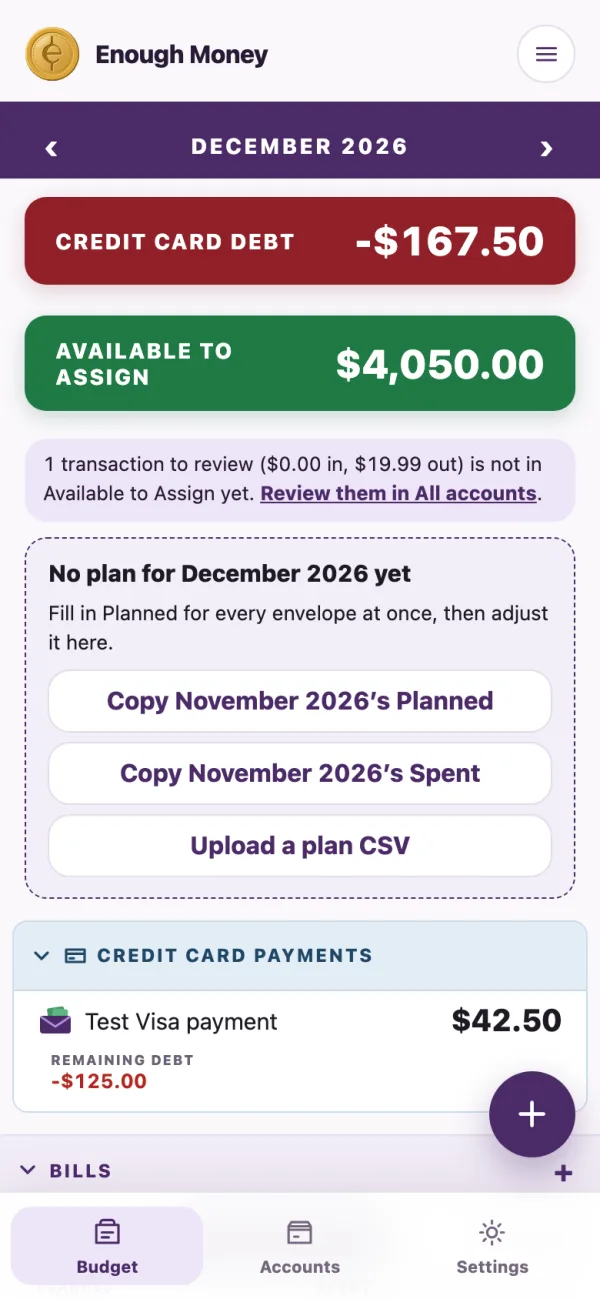 Enough Money
‹ DECEMBER 2026 ›
CREDIT CARD DEBT -$167.50
AVAILABLE TO
ASSIGN
$4,050.00
1 transaction to review ($0.00 in, $19.99 out) is not in
Available to Assign yet. Review them in All accounts.
No plan for December 2026 yet
Fill in Planned for every envelope at once, then adjust
it here.
Copy November 2026’s Planned
Copy November 2026’s Spent
Upload a plan CSV
CREDIT CARD PAYMENTS
Test Visa payment $42.50
REMAINING DEBT
-$125.00
+
BILLS +
Budget Accounts Settings